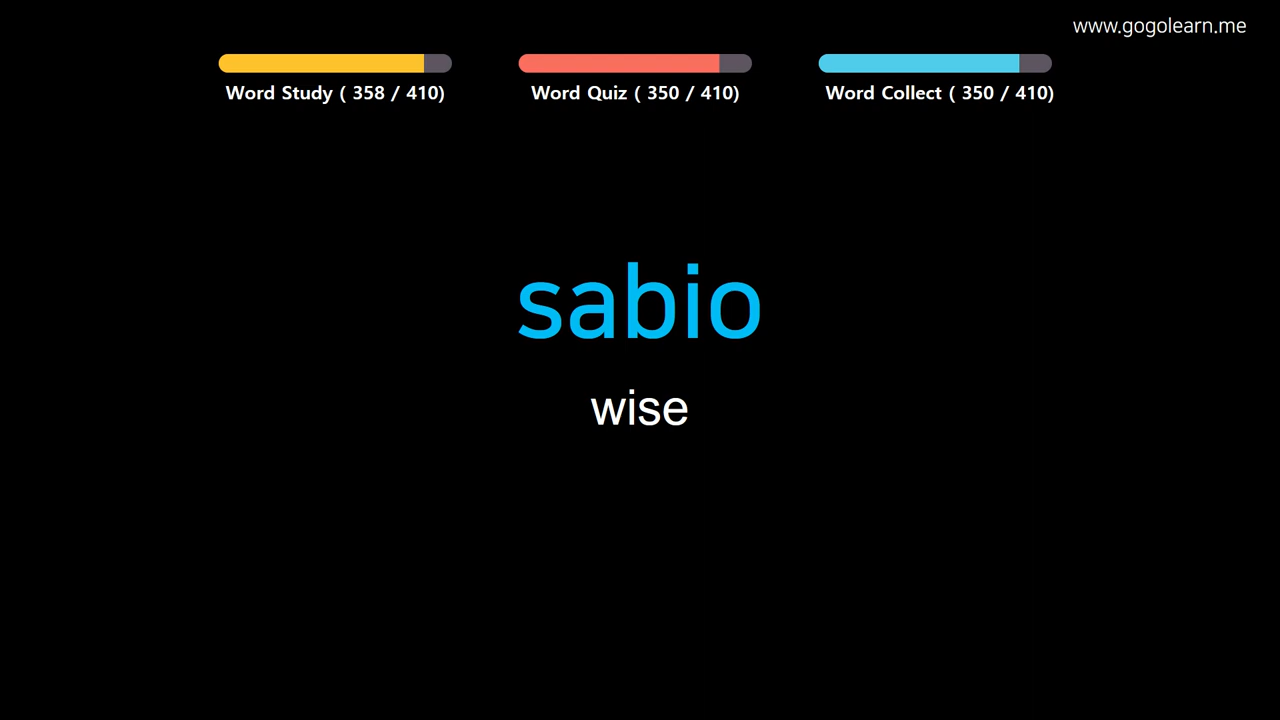 www.gogolearn.me
Word Study ( 358 / 410)
Word Quiz ( 350 / 410)
Word Collect ( 350 / 410)
sabio
wise